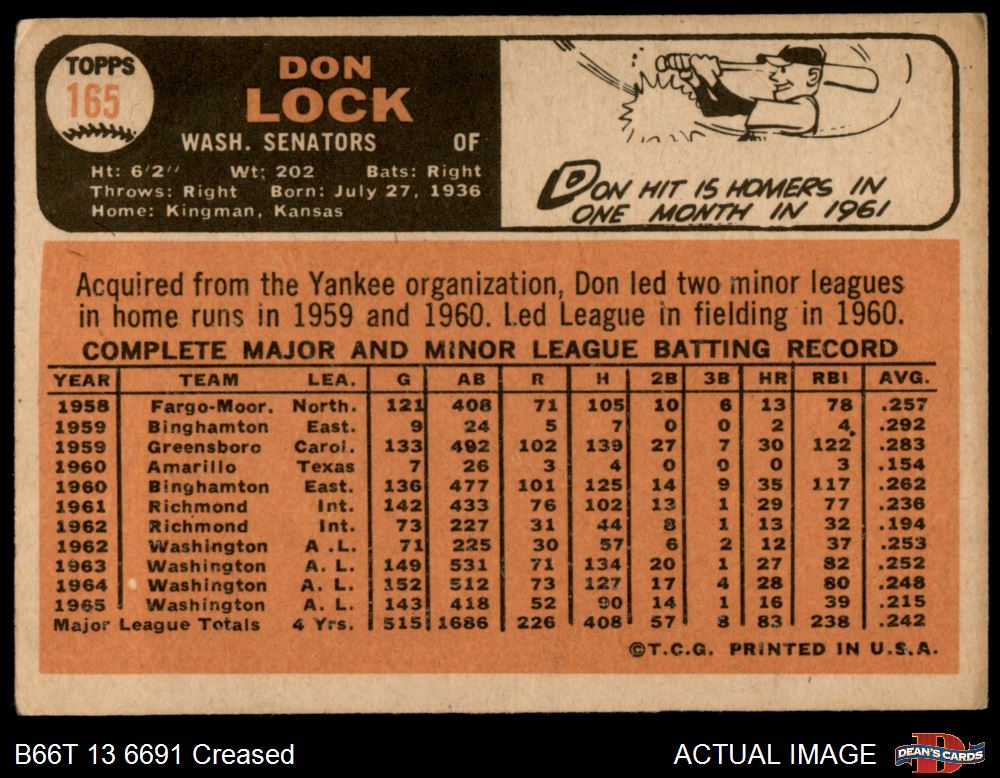 TOPPS
165
DON
LOCK
WASH. SENATORS OF
Ht: 6'2" Wt: 202 Bats: Right
Throws: Right Born: July 27, 1936
Home: Kingman, Kansas
DON HIT 15 HOMERS IN
ONE MONTH IN 1961
Acquired from the Yankee organization, Don led two minor leagues
in home runs in 1959 and 1960. Led League in fielding in 1960.
COMPLETE MAJOR AND MINOR LEAGUE BATTING RECORD
YEAR TEAM LEA. G AB R H 2B 3B HR RBI AVG.
1958 Fargo-Moor. North. 121 408 71 105 10 6 13 78 .257
1959 Binghamton East. 9 24 5 7 0 0 2 4 .292
1959 Greensboro Carol. 133 492 102 139 27 7 30 122 .283
1960 Amarillo Texas 7 26 3 4 0 0 0 3 .154
1960 Binghamton East. 136 477 101 125 14 9 35 117 .262
1961 Richmond Int. 142 433 76 102 13 1 29 77 .236
1962 Richmond Int. 73 227 31 44 8 1 13 32 .194
1962 Washington A .L. 71 225 30 57 6 2 12 37 .253
1963 Washington A. L. 149 531 71 134 20 1 27 82 .252
1964 Washington A. L. 152 512 73 127 17 4 28 80 .248
1965 Washington A. L. 143 418 52 90 14 1 16 39 .215
Major League Totals 4 Yrs. 515 1686 226 408 57 8 83 238 .242
©T.C.G. PRINTED IN U.S.A.
B66T 13 6691 Creased ACTUAL IMAGE DEAN'S CARDS